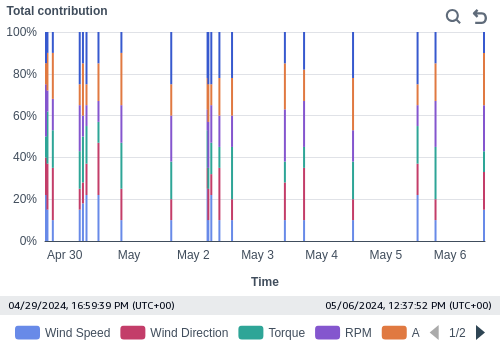 Total contribution
100%
80%
60%
40%
20%
0%
Apr 30 May May 2 May 3 May 4 May 5 May 6
Time
04/29/2024, 16:59:39 PM (UTC+00) 05/06/2024, 12:37:52 PM (UTC+00)
Wind Speed Wind Direction Torque RPM A 1/2